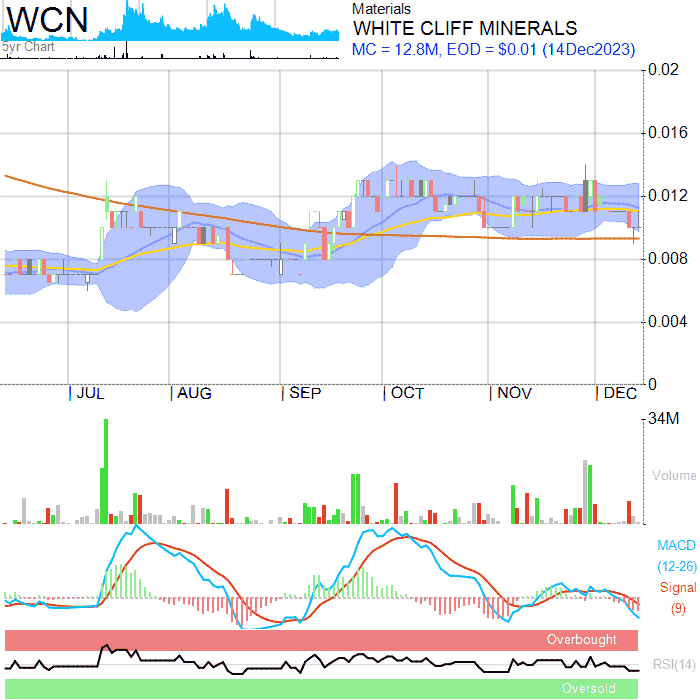 WCN
5yr Chart
Materials
WHITE CLIFF MINERALS
MC = 12.8M, EOD = $0.01 (14Dec2023)
0.02
0.016
0.012
0.008
0.004
0
JUL
AUG
SEP
OCT
NOV
DEC
34M
Volume
MACD
(12-26)
Signal
(9)
Overbought
RSI(14)
Oversold